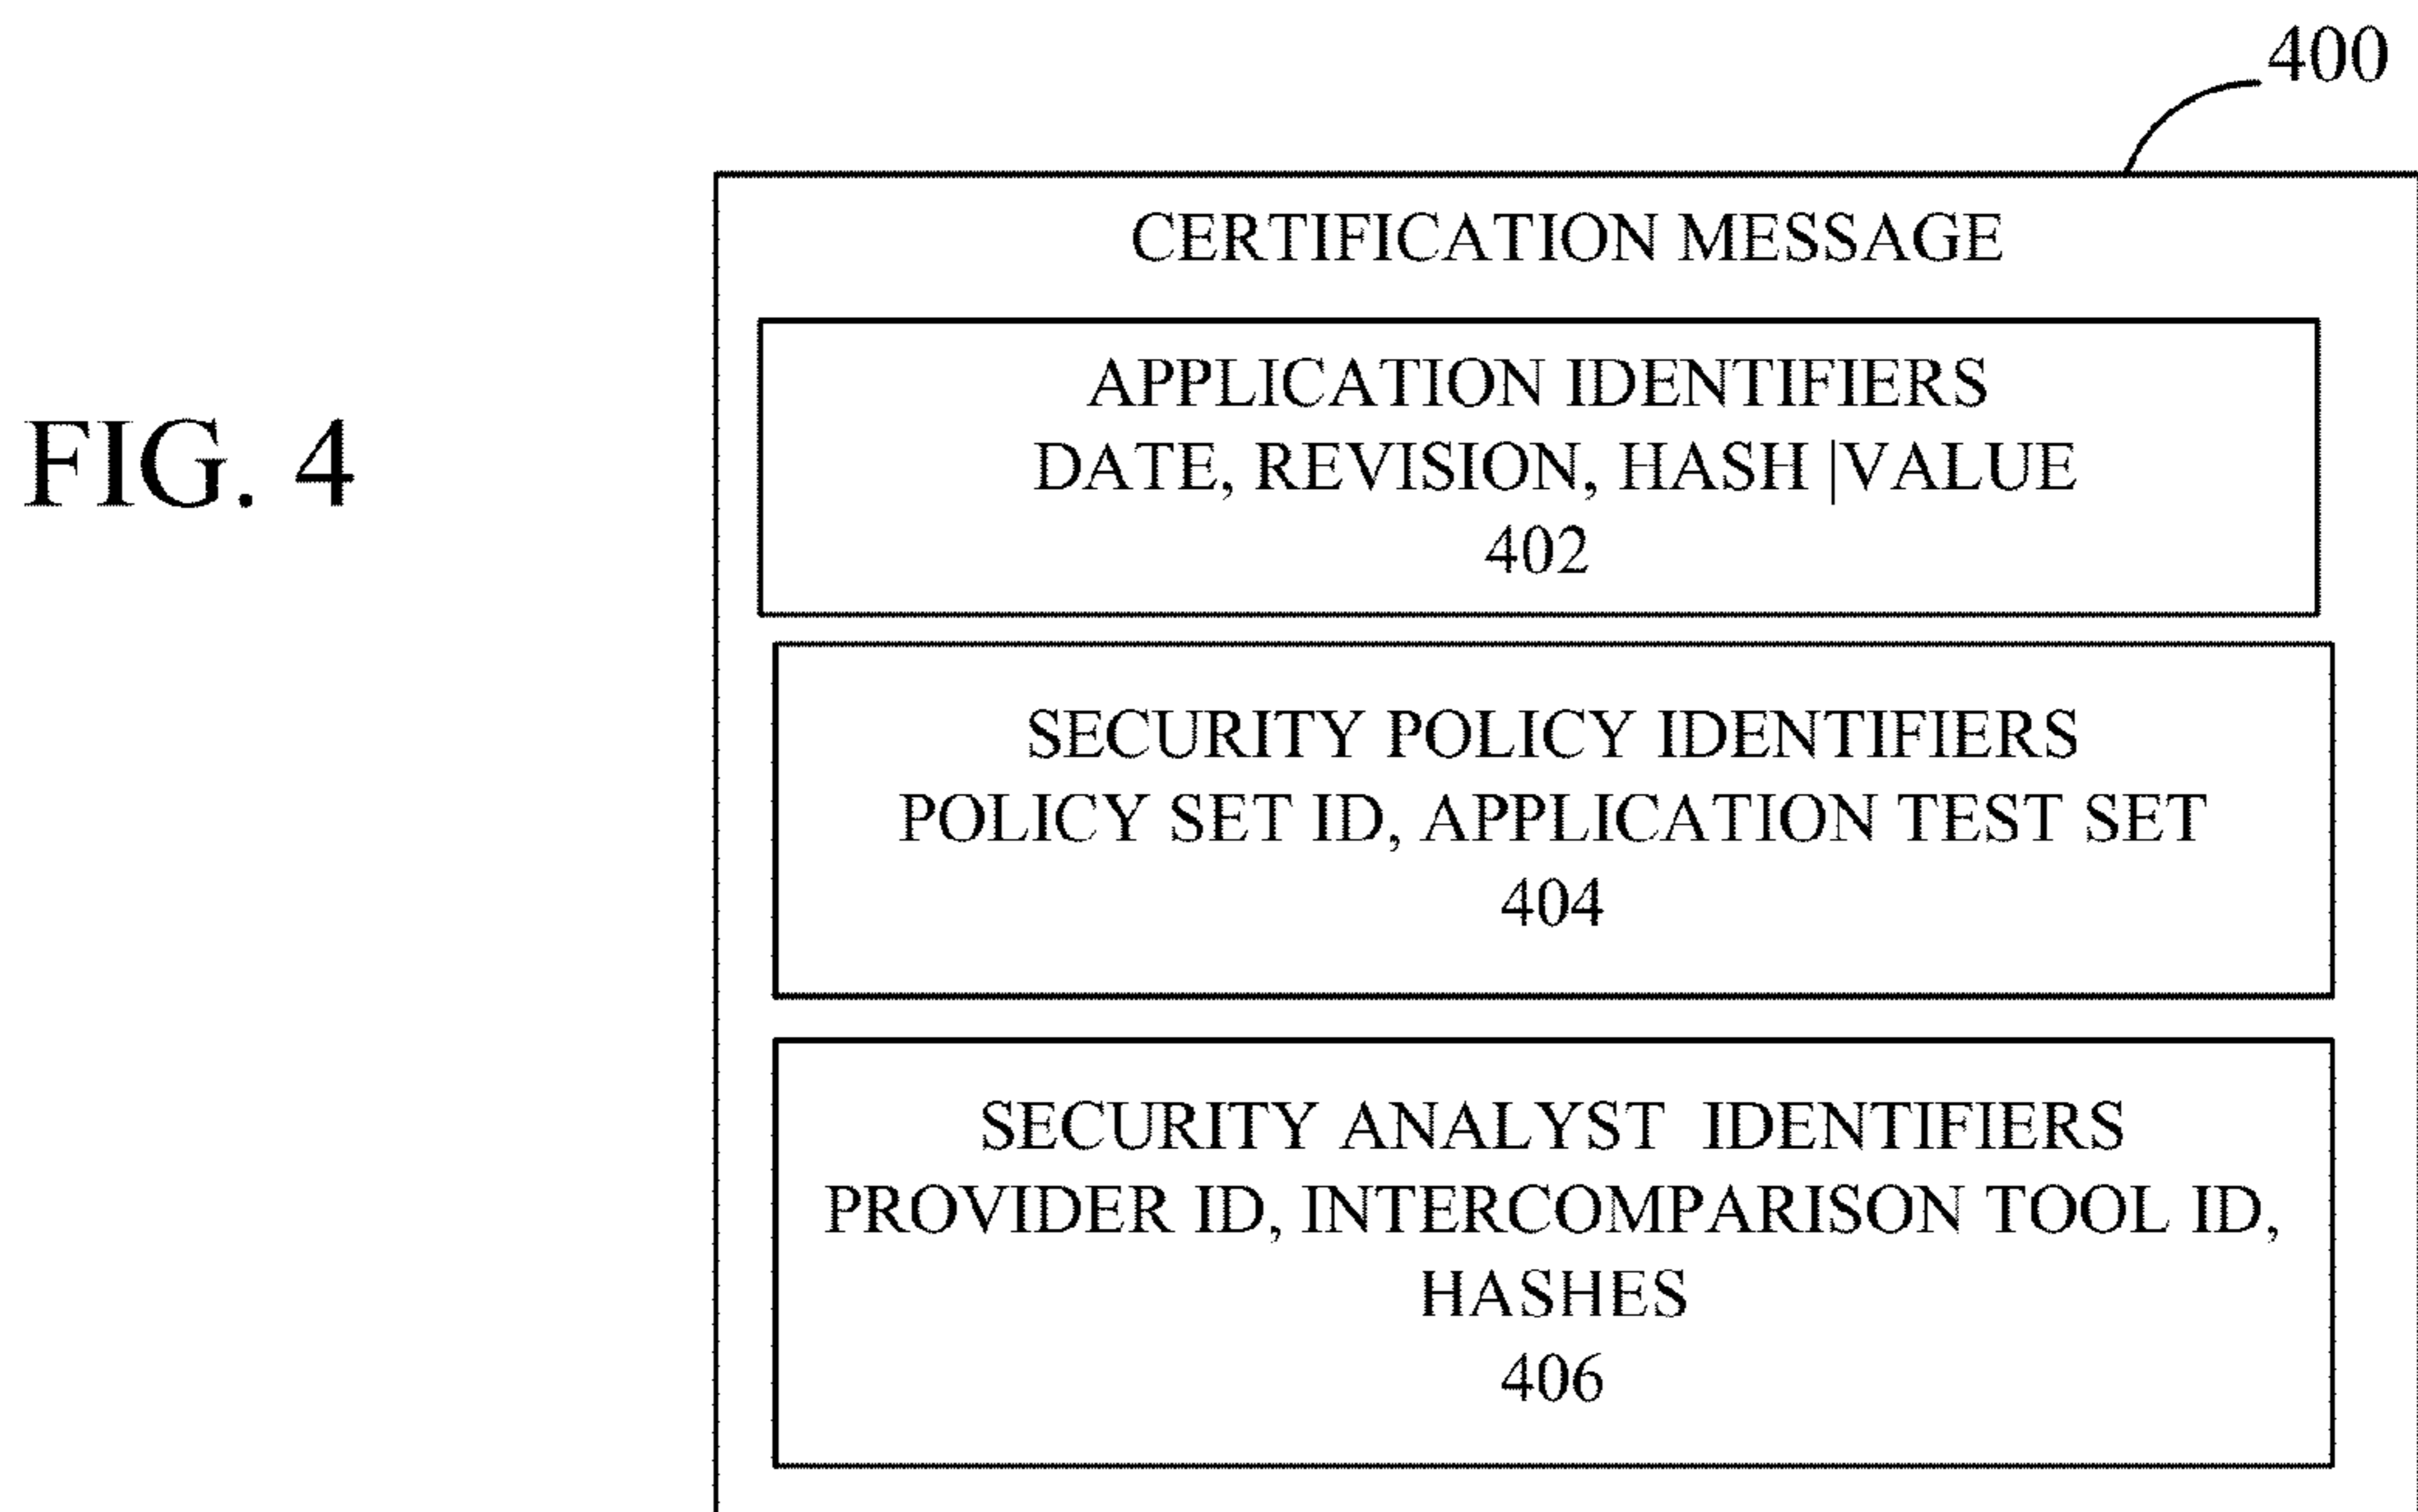 400
CERTIFICATION MESSAGE
APPLICATION IDENTIFIERS
DATE, REVISION, HASH |VALUE
402
FIG. 4
SECURITY POLICY IDENTIFIERS
POLICY SET ID, APPLICATION TEST SET
404
SECURITY ANALYST IDENTIFIERS
PROVIDER ID, INTERCOMPARISON TOOL ID,
HASHES
406